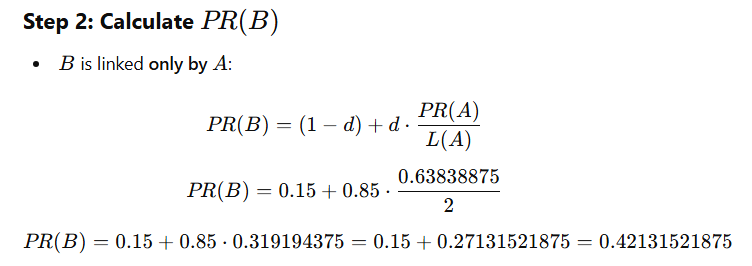 Step 2: Calculate PR(B)
• B is linked only by A:
PR(B) = (1 − d) + d · PR(A) / L(A)
PR(B) = 0.15 + 0.85 · 0.63838875 / 2
PR(B) = 0.15 + 0.85 · 0.319194375 = 0.15 + 0.27131521875 = 0.42131521875